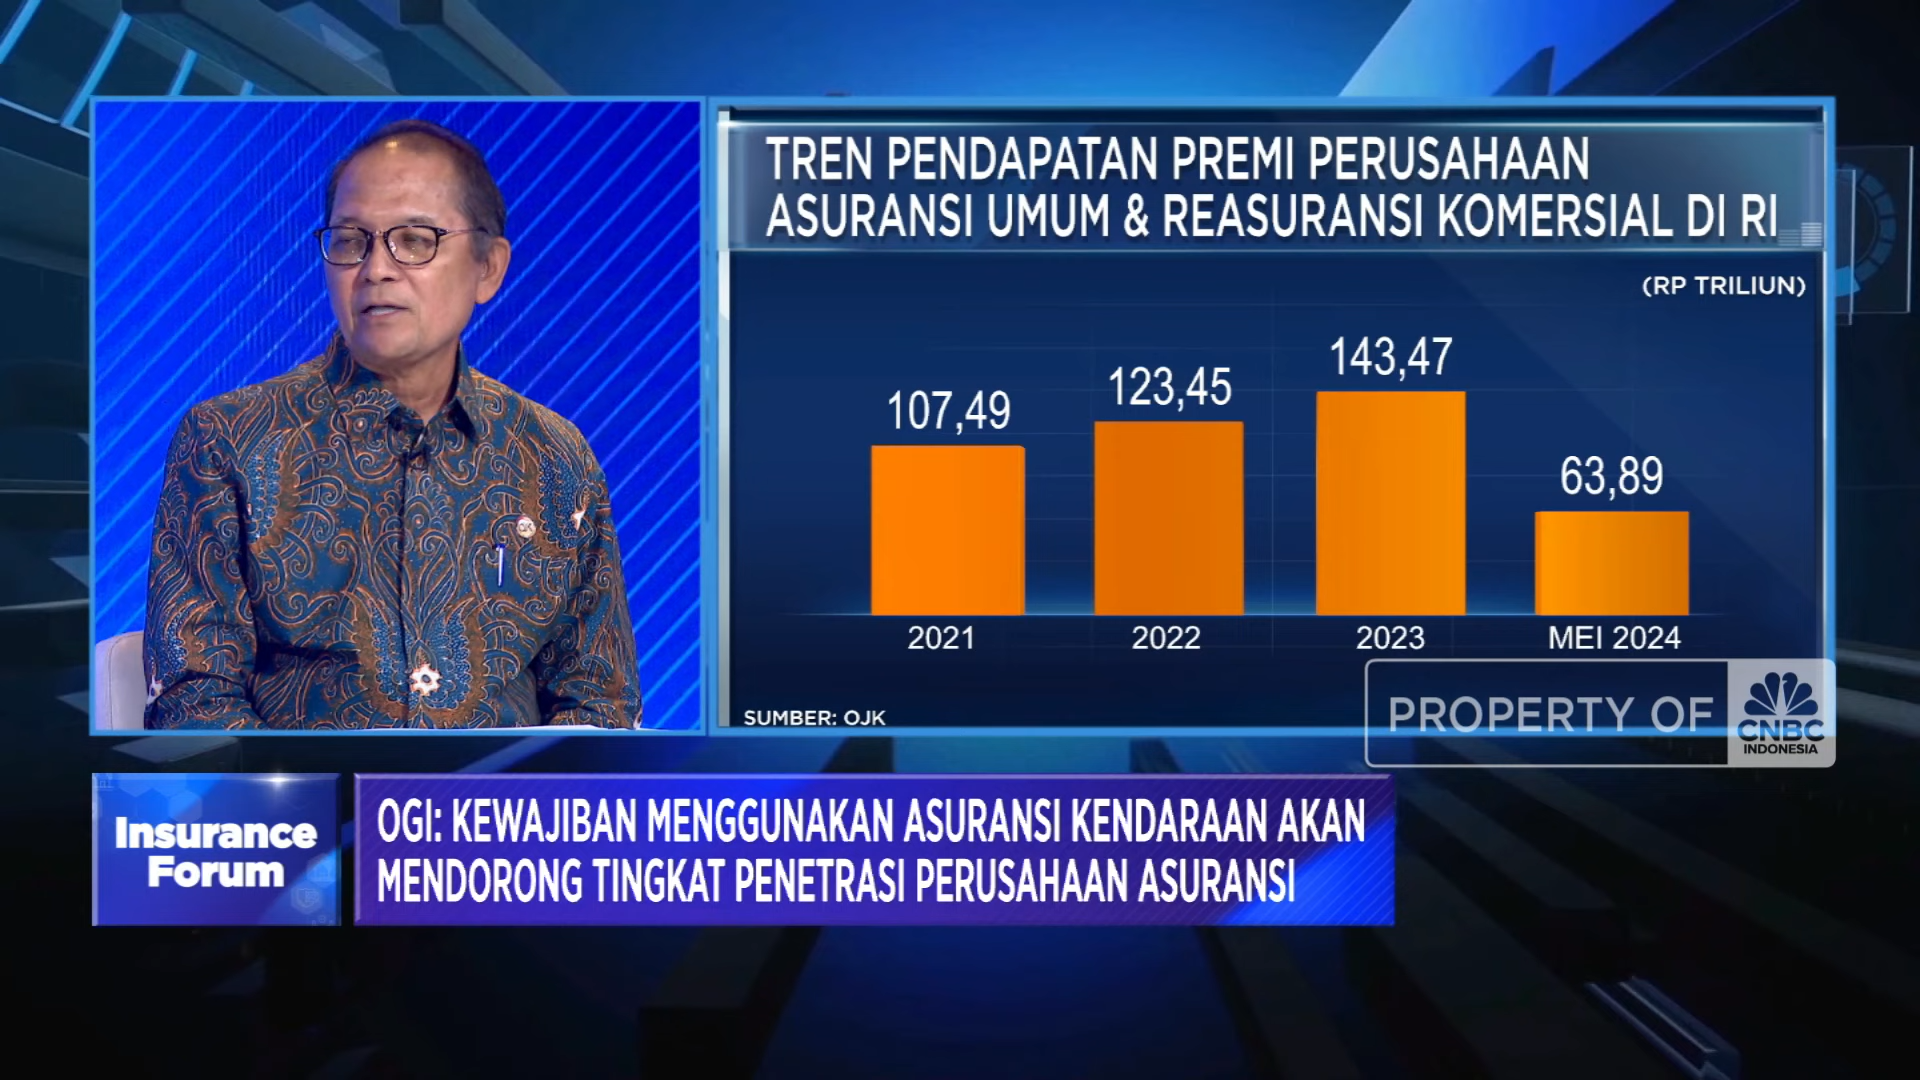 TREN PENDAPATAN PREMI PERUSAHAAN
ASURANSI UMUM & REASURANSI KOMERSIAL DI RI
(RP TRILIUN)
107,49
123,45
143,47
63,89
2021
2022
2023
MEI 2024
SUMBER: OJK
PROPERTY OF
CNBC
INDONESIA
Insurance
Forum
OGI: KEWAJIBAN MENGGUNAKAN ASURANSI KENDARAAN AKAN
MENDORONG TINGKAT PENETRASI PERUSAHAAN ASURANSI